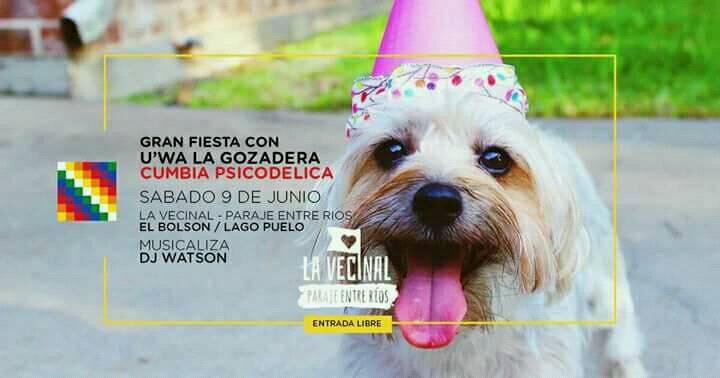 GRAN FIESTA CON
U'WA LA GOZADERA
CUMBIA PSICODELICA
SABADO 9 DE JUNIO
LA VECINAL - PARAJE ENTRE RIOS
EL BOLSON / LAGO PUELO
MUSICALIZA
DJ WATSON
LA VECINAL
PARAJE ENTRE RÍOS
ENTRADA LIBRE